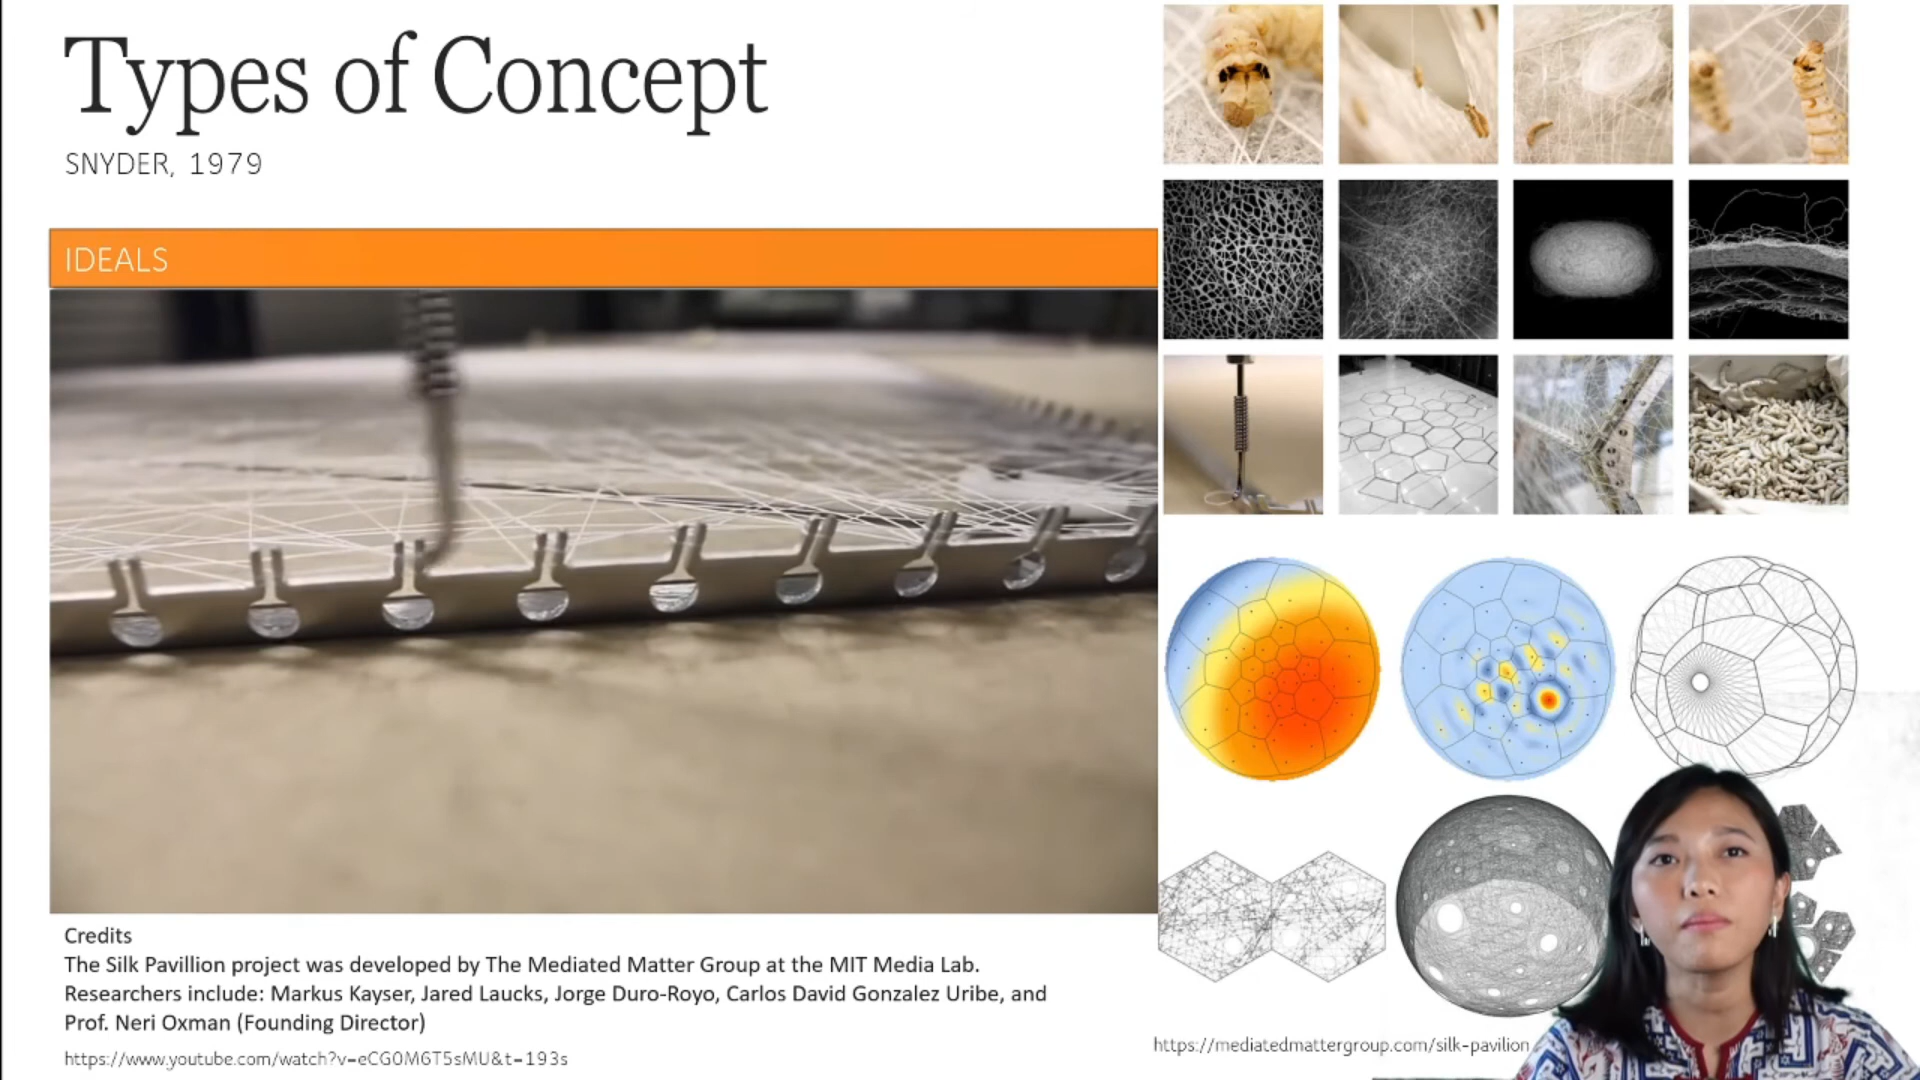 Types of Concept
SNYDER, 1979
IDEALS
Credits
The Silk Pavillion project was developed by The Mediated Matter Group at the MIT Media Lab.
Researchers include: Markus Kayser, Jared Laucks, Jorge Duro-Royo, Carlos David Gonzalez Uribe, and
Prof. Neri Oxman (Founding Director)
https://www.youtube.com/watch?v=eCG0M6T5sMU&t=193s
https://mediatedmattergroup.com/silk-pavilion